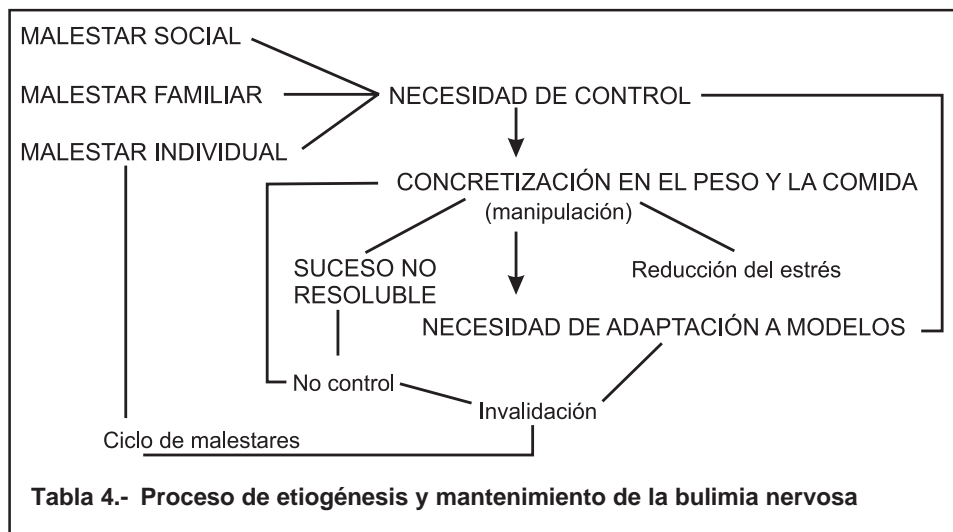 MALESTAR SOCIAL
MALESTAR FAMILIAR
NECESIDAD DE CONTROL
MALESTAR INDIVIDUAL
CONCRETIZACIÓN EN EL PESO Y LA COMIDA
(manipulación)
SUCESO NO
RESOLUBLE
Reducción del estrés
NECESIDAD DE ADAPTACIÓN A MODELOS
No control
Invalidación
Ciclo de malestares
Tabla 4.- Proceso de etiogénesis y mantenimiento de la bulimia nervosa